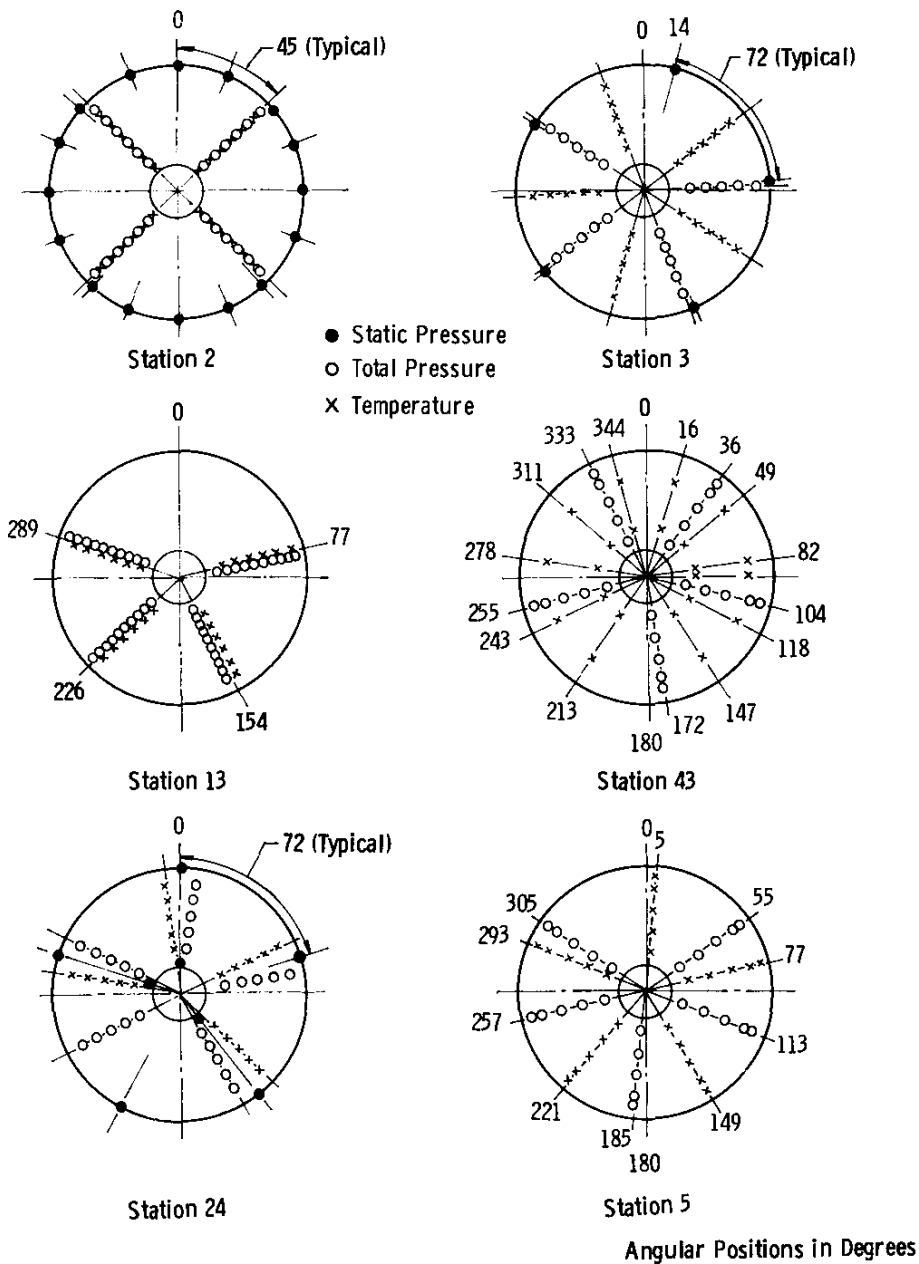 0
45 (Typical)
Station 2
0
14
72 (Typical)
Station 3
● Static Pressure
○ Total Pressure
× Temperature
0
289
77
226
154
Station 13
0
333
344
16
36
311
49
278
82
255
104
243
118
213
147
172
180
Station 43
0
72 (Typical)
Station 24
0
5
305
55
293
77
257
113
221
149
185
180
Station 5
Angular Positions in Degrees